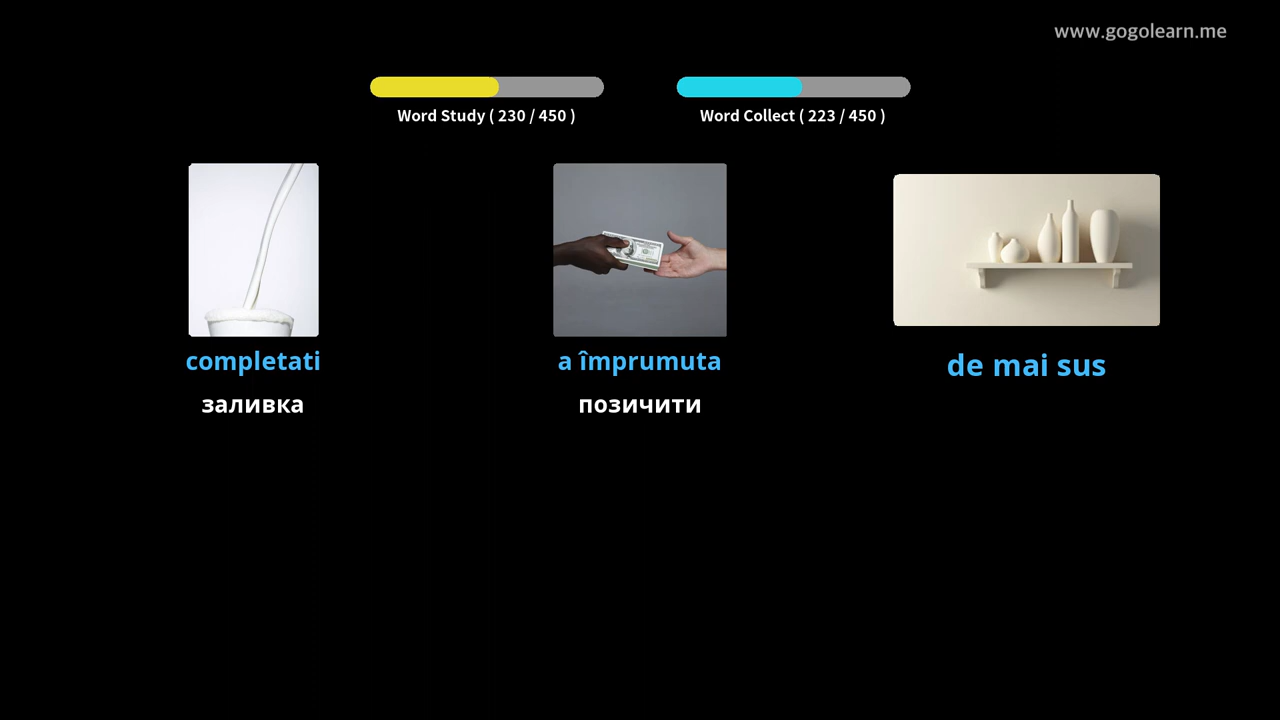 www.gogolearn.me
Word Study ( 230 / 450 )
Word Collect ( 223 / 450 )
completati
заливка
a împrumuta
позичити
de mai sus